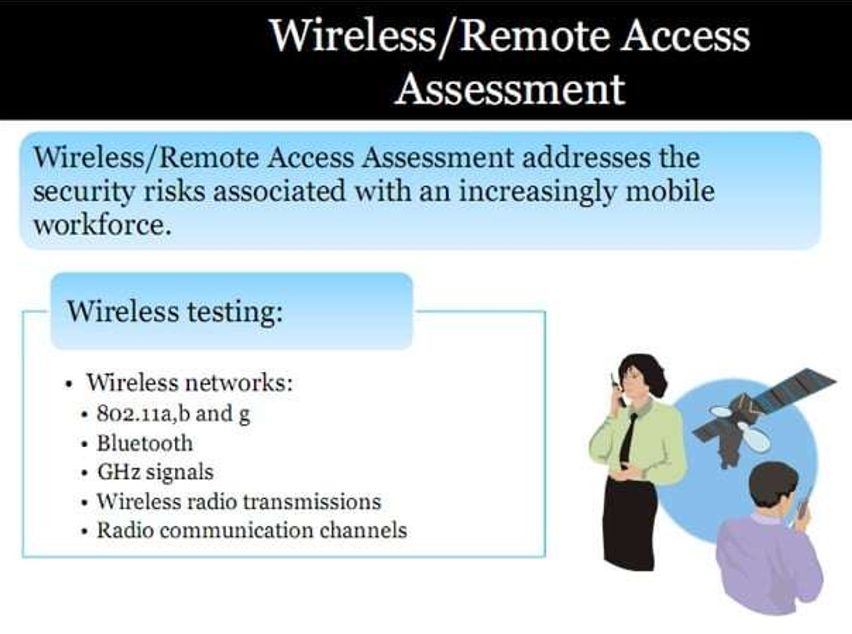 Wireless/Remote Access
Assessment
Wireless/Remote Access Assessment addresses the
security risks associated with an increasingly mobile
workforce.
Wireless testing:
• Wireless networks:
• 802.11a,b and g
• Bluetooth
• GHz signals
• Wireless radio transmissions
• Radio communication channels